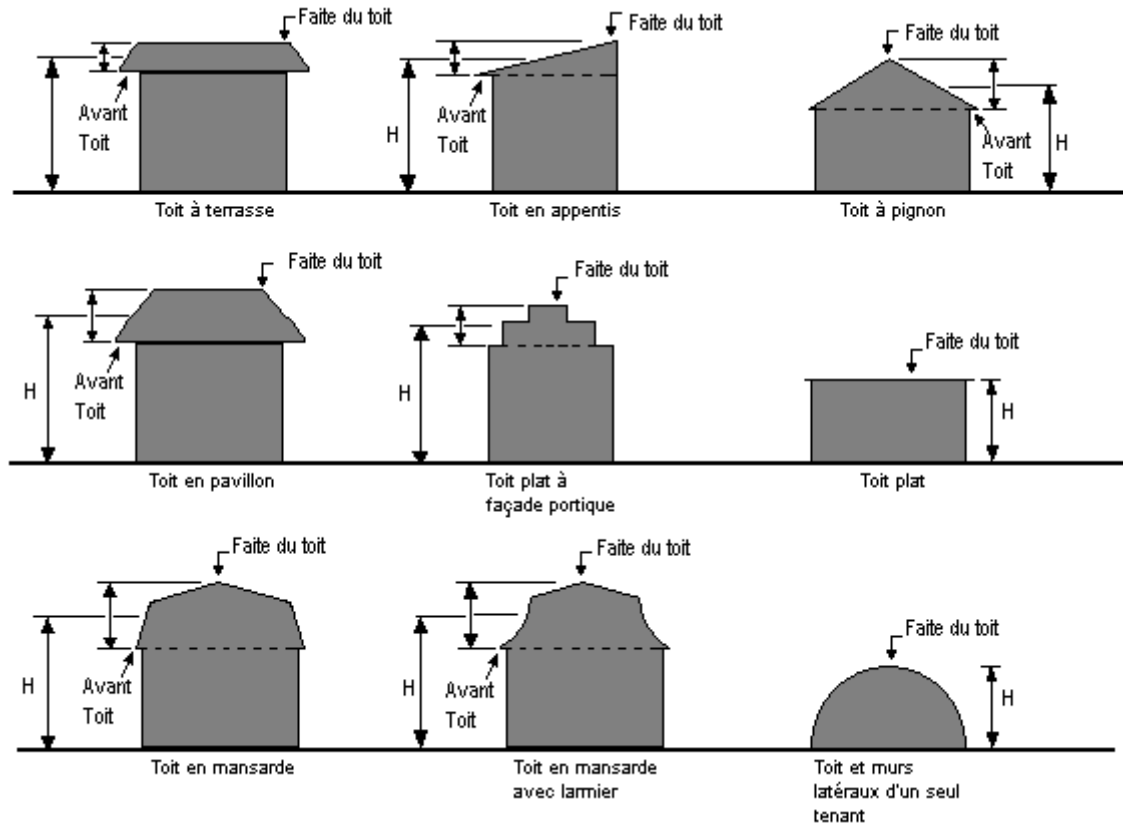 Faite du toit
Avant
Toit
Toit à terrasse
Faite du toit
H
Avant
Toit
Toit en appentis
Faite du toit
Avant
Toit
H
Toit à pignon
Faite du toit
H
Avant
Toit
Toit en pavillon
Faite du toit
H
Toit plat à
façade portique
Faite du toit
H
Toit plat
Faite du toit
H
Avant
Toit
Toit en mansarde
Faite du toit
H
Avant
Toit
Toit en mansarde
avec larmier
Faite du toit
H
Toit et murs
latéraux d'un seul
tenant